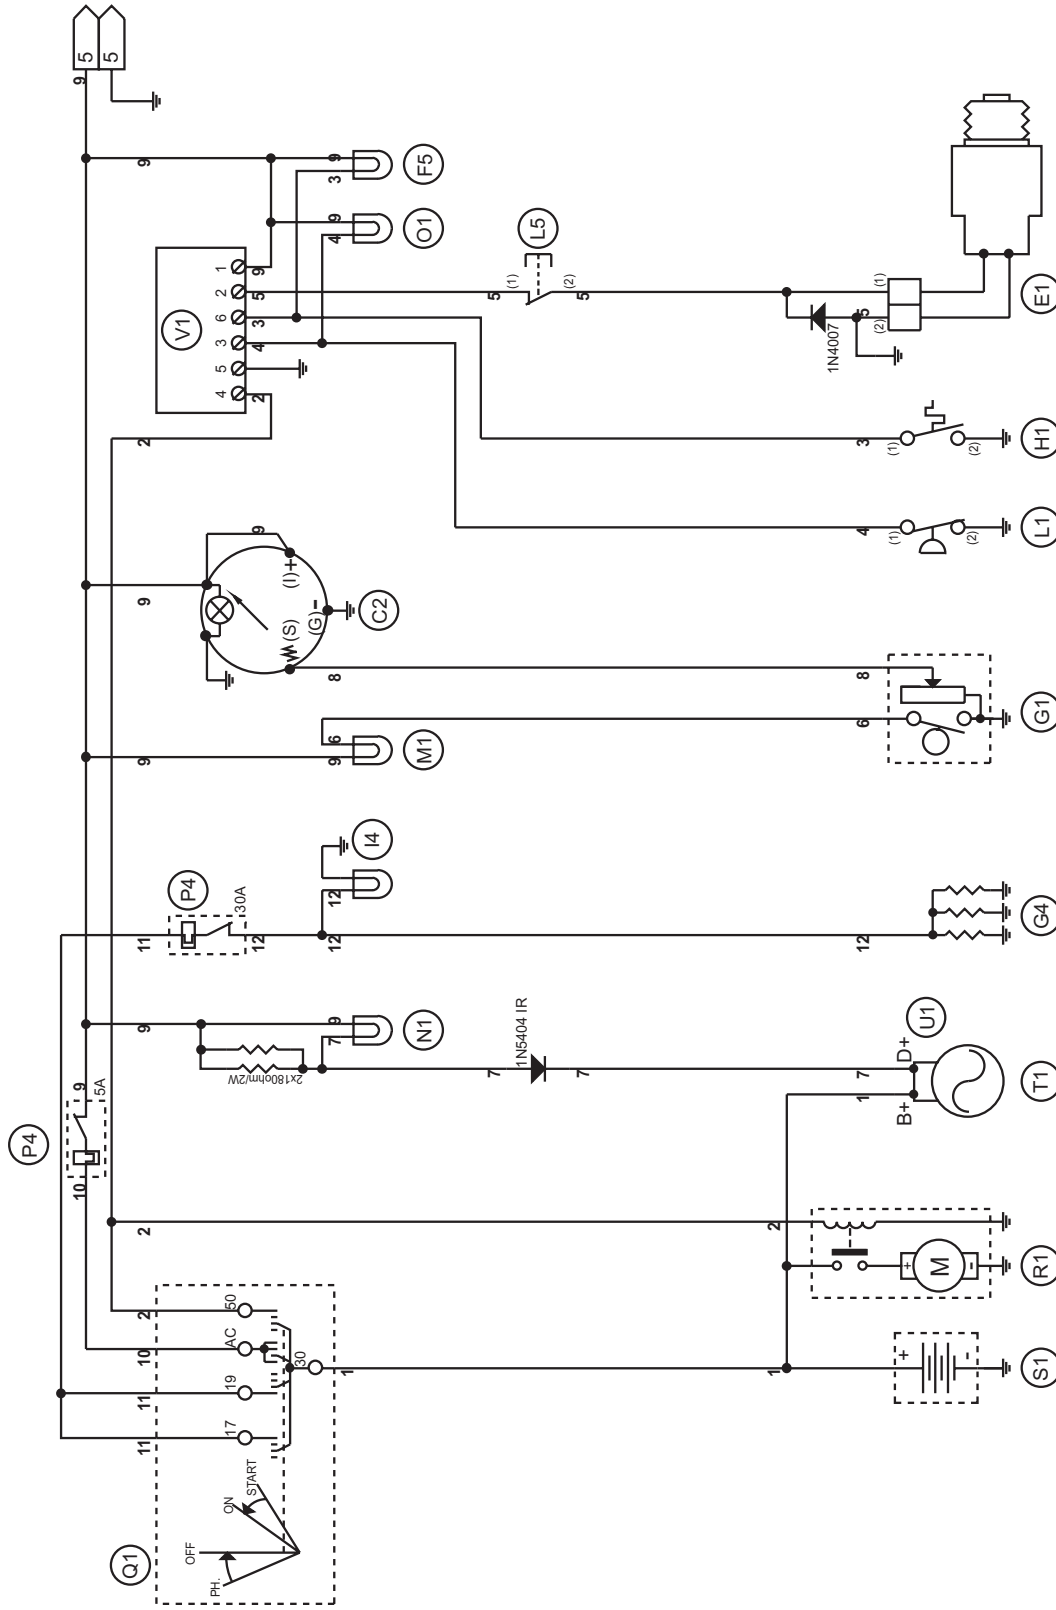 Q1
PH.
OFF
ON
START
17
19
AC
50
30
11
11
10
2
1
P4
10
9
5A
S1
+
-
1
R1
M
+
-
2
2
T1
U1
B+
D+
1
7
7
7
1N5404 IR
2x180ohm/2W
9
7
9
N1
G4
12
12
12
11
P4
30A
12
I4
9
9
6
M1
G1
6
8
8
C2
(S)
(G)
-
(I)
+
9
9
L1
(1)
(2)
4
H1
(1)
(2)
3
2
V1
4
5
3
6
2
1
2
4
3
5
9
E1
(1)
(2)
5
1N4007
5
5
(1)
(2)
L5
4
9
O1
3
9
F5
9
9
5
5